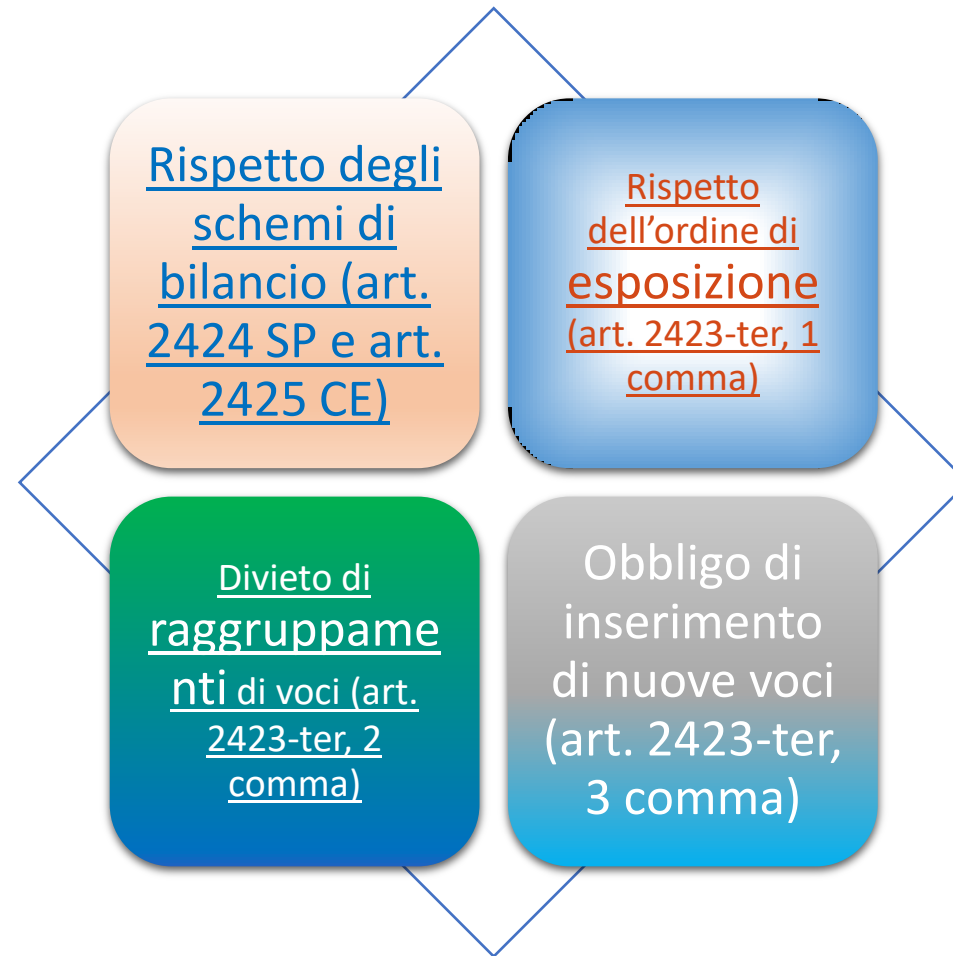 Rispetto degli
schemi di
bilancio (art.
2424 SP e art.
2425 CE)
Rispetto
dell’ordine di
esposizione
(art. 2423-ter, 1
comma)
Divieto di
raggruppame
nti di voci (art.
2423-ter, 2
comma)
Obbligo di
inserimento
di nuove voci
(art. 2423-ter,
3 comma)